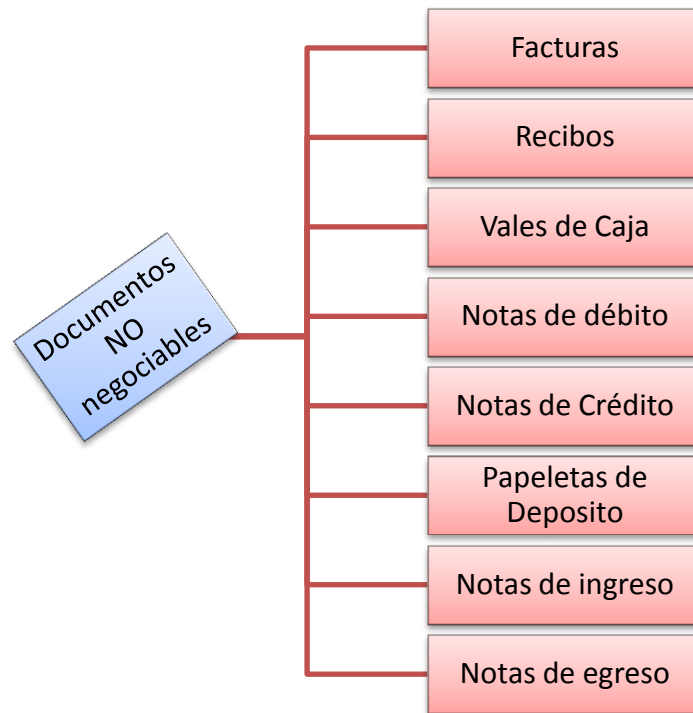 Documentos
NO
negociables
Facturas
Recibos
Vales de Caja
Notas de débito
Notas de Crédito
Papeletas de
Deposito
Notas de ingreso
Notas de egreso